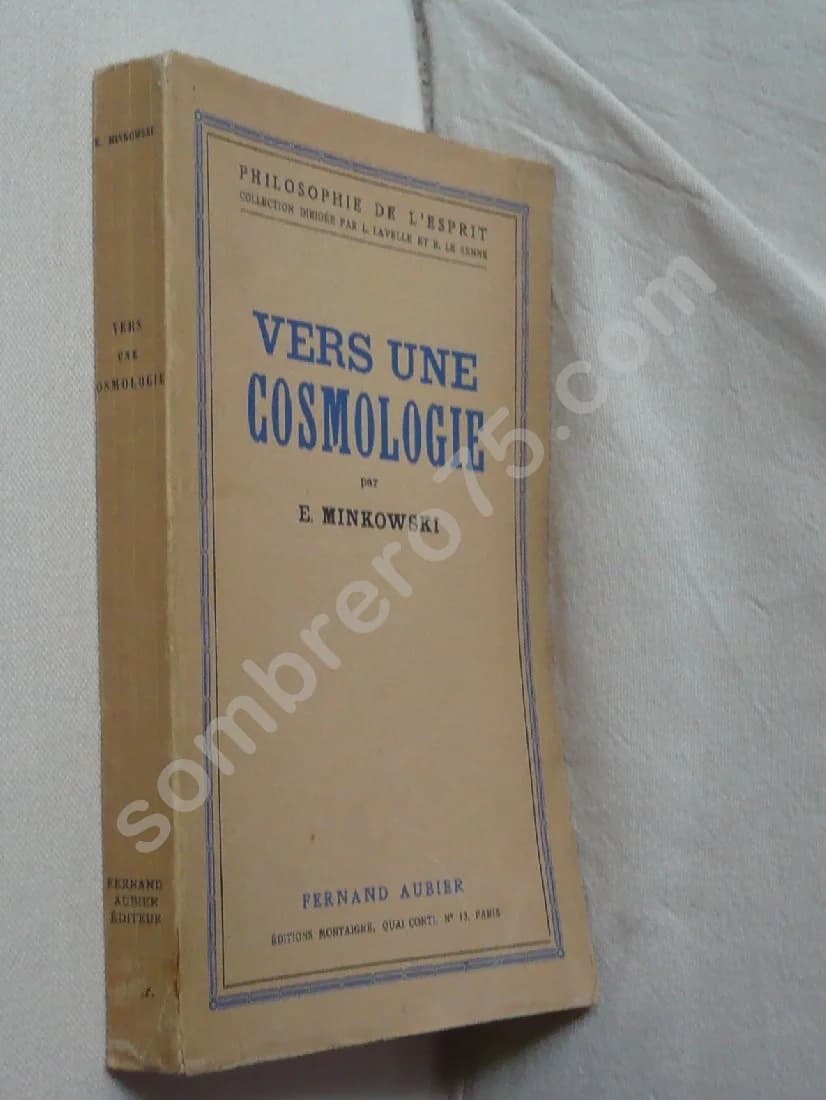 E. MINKOWSKI
VERS
UNE
COSMOLOGIE
FERNAND
AUBIER
ÉDITEUR
PHILOSOPHIE DE L'ESPRIT
COLLECTION DIRIGÉE PAR L. LAVELLE ET R. LE SENNE
VERS UNE
COSMOLOGIE
par
E. MINKOWSKI
FERNAND AUBIER
ÉDITIONS MONTAIGNE, QUAI CONTI, N° 13, PARIS
sombrero75.com